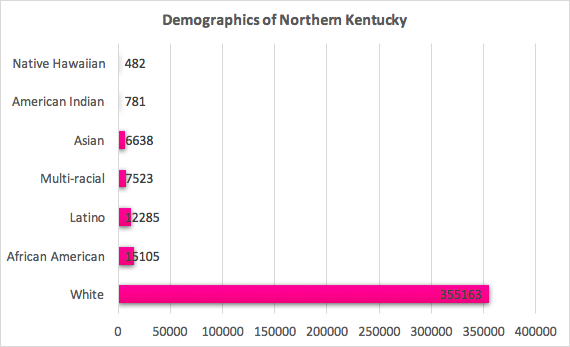 Demographics of Northern Kentucky
Native Hawaiian 482
American Indian 781
Asian 6638
Multi-racial 7523
Latino 12285
African American 15105
White 355163
0 50000 100000 150000 200000 250000 300000 350000 400000